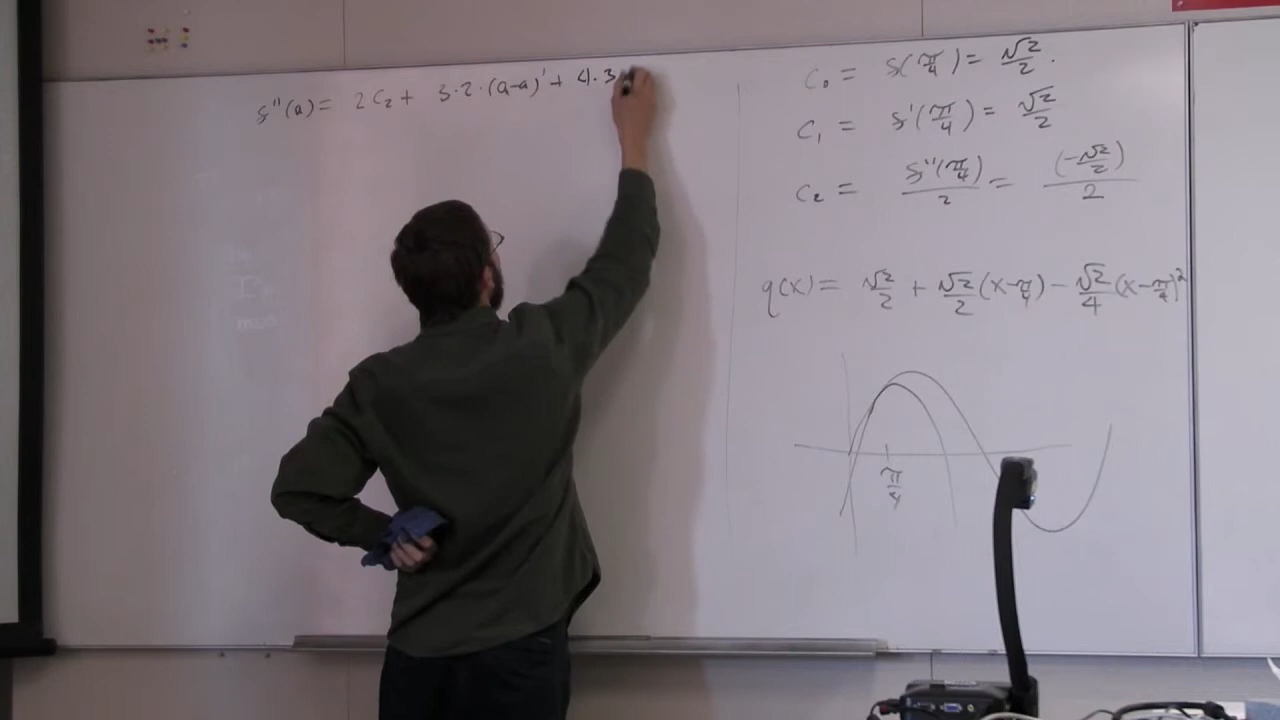 f''(a) = 2C₂ + 3·2·(a-a)' + 4·3
C₀ = f(π/4) = √2/2.
C₁ = f'(π/4) = √2/2
C₂ = f''(π/4)/2 = (-√2/2)/2
q(x) = √2/2 + √2/2(x-π/4) - √2/4(x-π/4)²
π/4